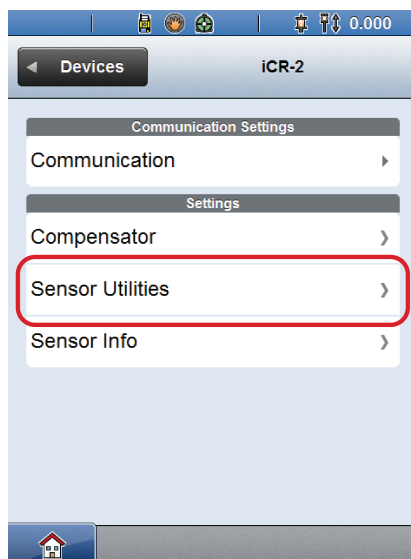 0.000
Devices
iCR-2
Communication Settings
Communication
Settings
Compensator
Sensor Utilities
Sensor Info